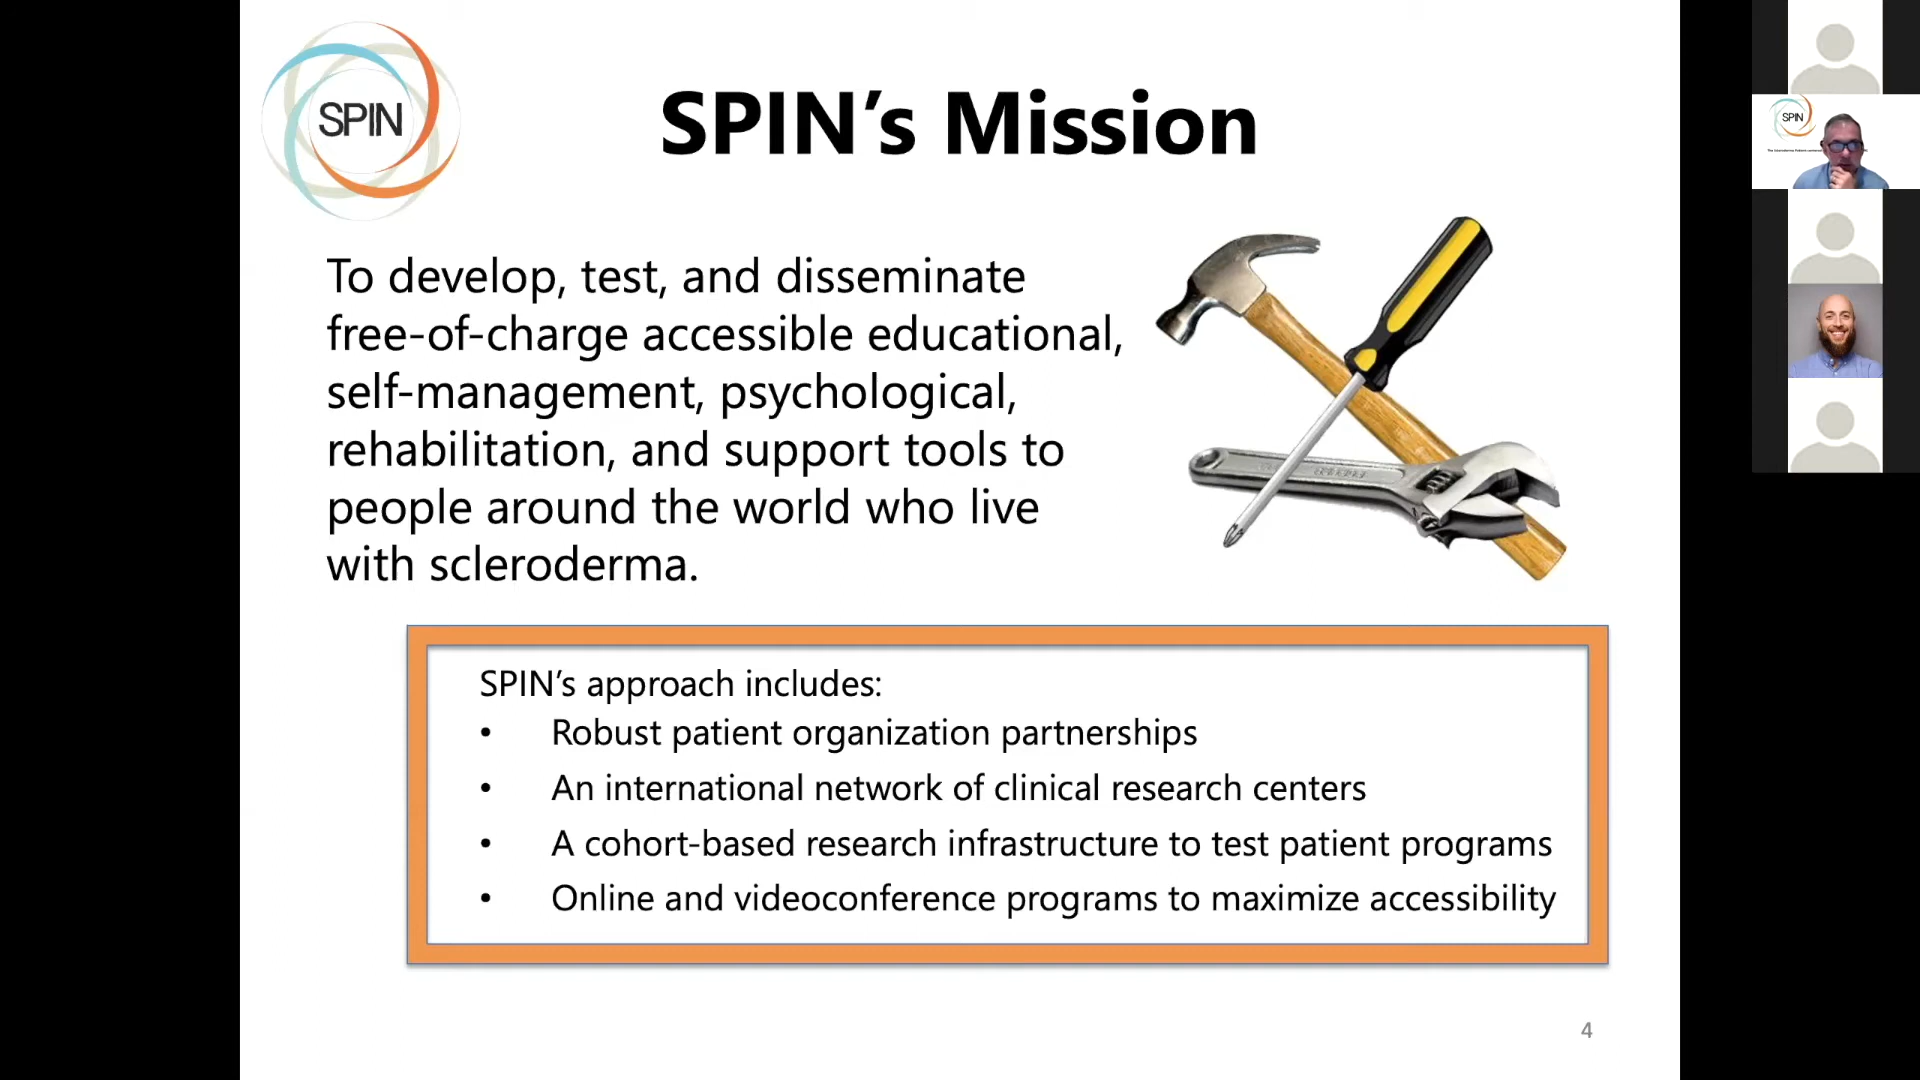 SPIN
SPIN's Mission
To develop, test, and disseminate
free-of-charge accessible educational,
self-management, psychological,
rehabilitation, and support tools to
people around the world who live
with scleroderma.
SPIN's approach includes:
• Robust patient organization partnerships
• An international network of clinical research centers
• A cohort-based research infrastructure to test patient programs
• Online and videoconference programs to maximize accessibility
4
SPIN